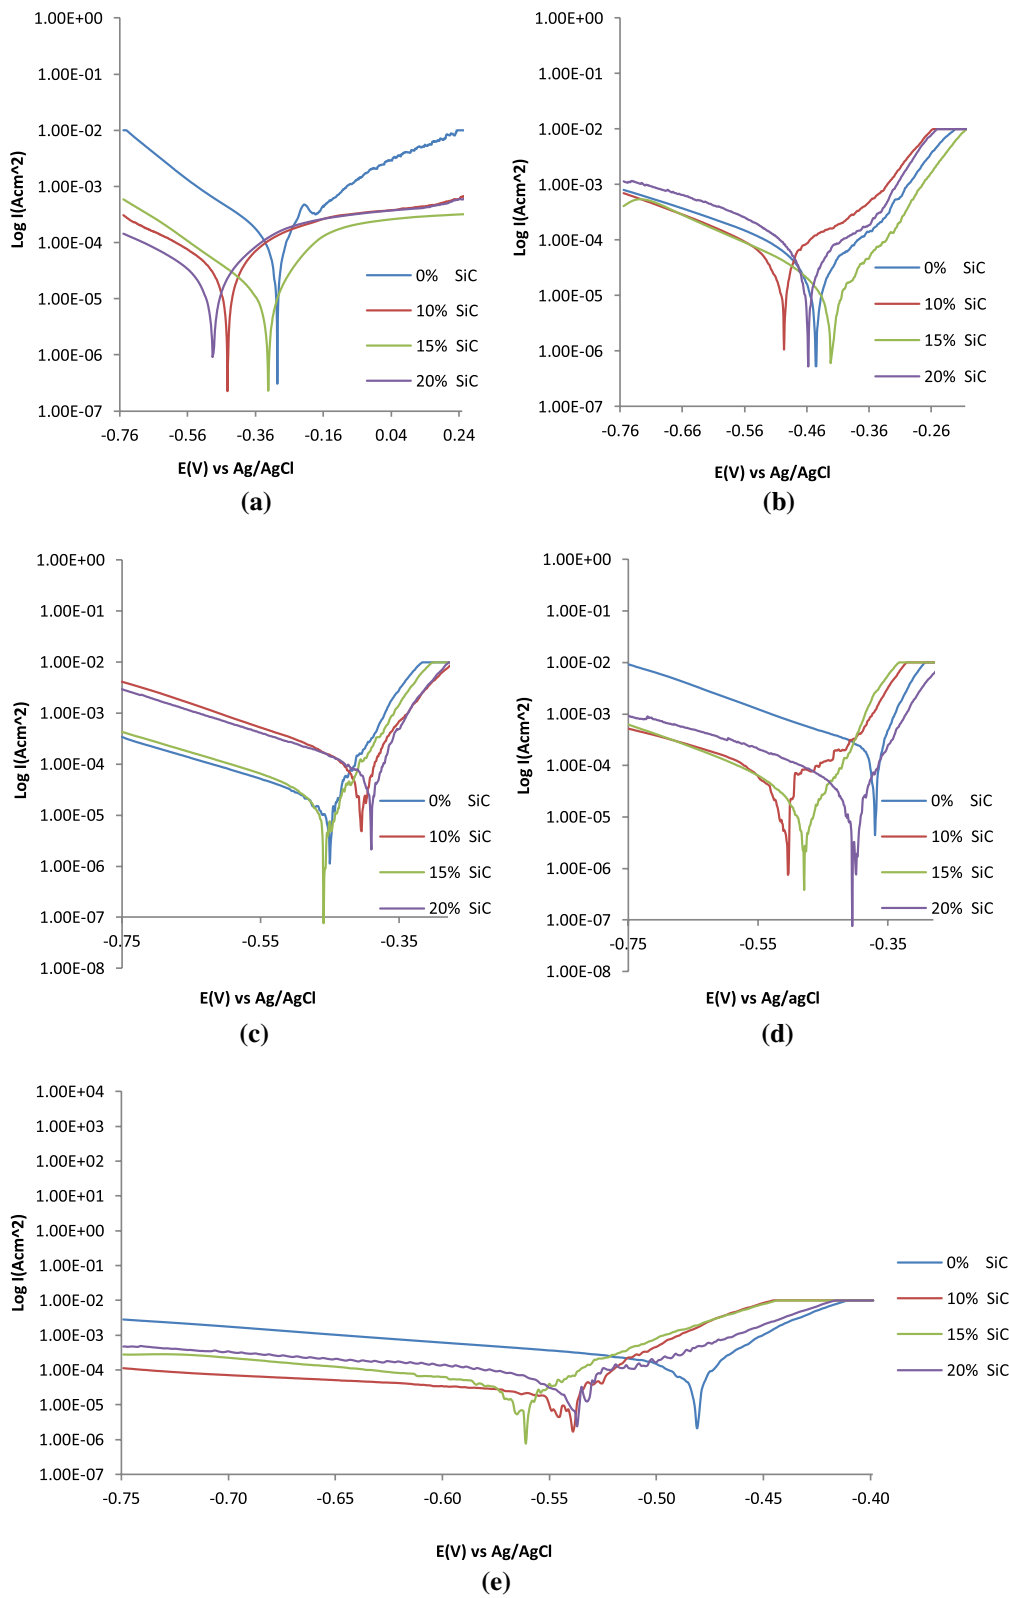 1.00E+00
1.00E-01
1.00E-02
1.00E-03
1.00E-04
1.00E-05
1.00E-06
1.00E-07
Log I(Acm^2)
0% SiC
10% SiC
15% SiC
20% SiC
-0.76 -0.56 -0.36 -0.16 0.04 0.24
E(V) vs Ag/AgCl
(a)
1.00E+00
1.00E-01
1.00E-02
1.00E-03
1.00E-04
1.00E-05
1.00E-06
1.00E-07
Log I(Acm^2)
0% SiC
10% SiC
15% SiC
20% SiC
-0.76 -0.66 -0.56 -0.46 -0.36 -0.26
E(V) vs Ag/AgCl
(b)
1.00E+00
1.00E-01
1.00E-02
1.00E-03
1.00E-04
1.00E-05
1.00E-06
1.00E-07
1.00E-08
Log I(Acm^2)
0% SiC
10% SiC
15% SiC
20% SiC
-0.75 -0.55 -0.35
E(V) vs Ag/AgCl
(c)
1.00E+00
1.00E-01
1.00E-02
1.00E-03
1.00E-04
1.00E-05
1.00E-06
1.00E-07
1.00E-08
Log I(Acm^2)
0% SiC
10% SiC
15% SiC
20% SiC
-0.75 -0.55 -0.35
E(V) vs Ag/agCl
(d)
1.00E+04
1.00E+03
1.00E+02
1.00E+01
1.00E+00
1.00E-01
1.00E-02
1.00E-03
1.00E-04
1.00E-05
1.00E-06
1.00E-07
Log I(Acm^2)
0% SiC
10% SiC
15% SiC
20% SiC
-0.75 -0.70 -0.65 -0.60 -0.55 -0.50 -0.45 -0.40
E(V) vs Ag/AgCl
(e)